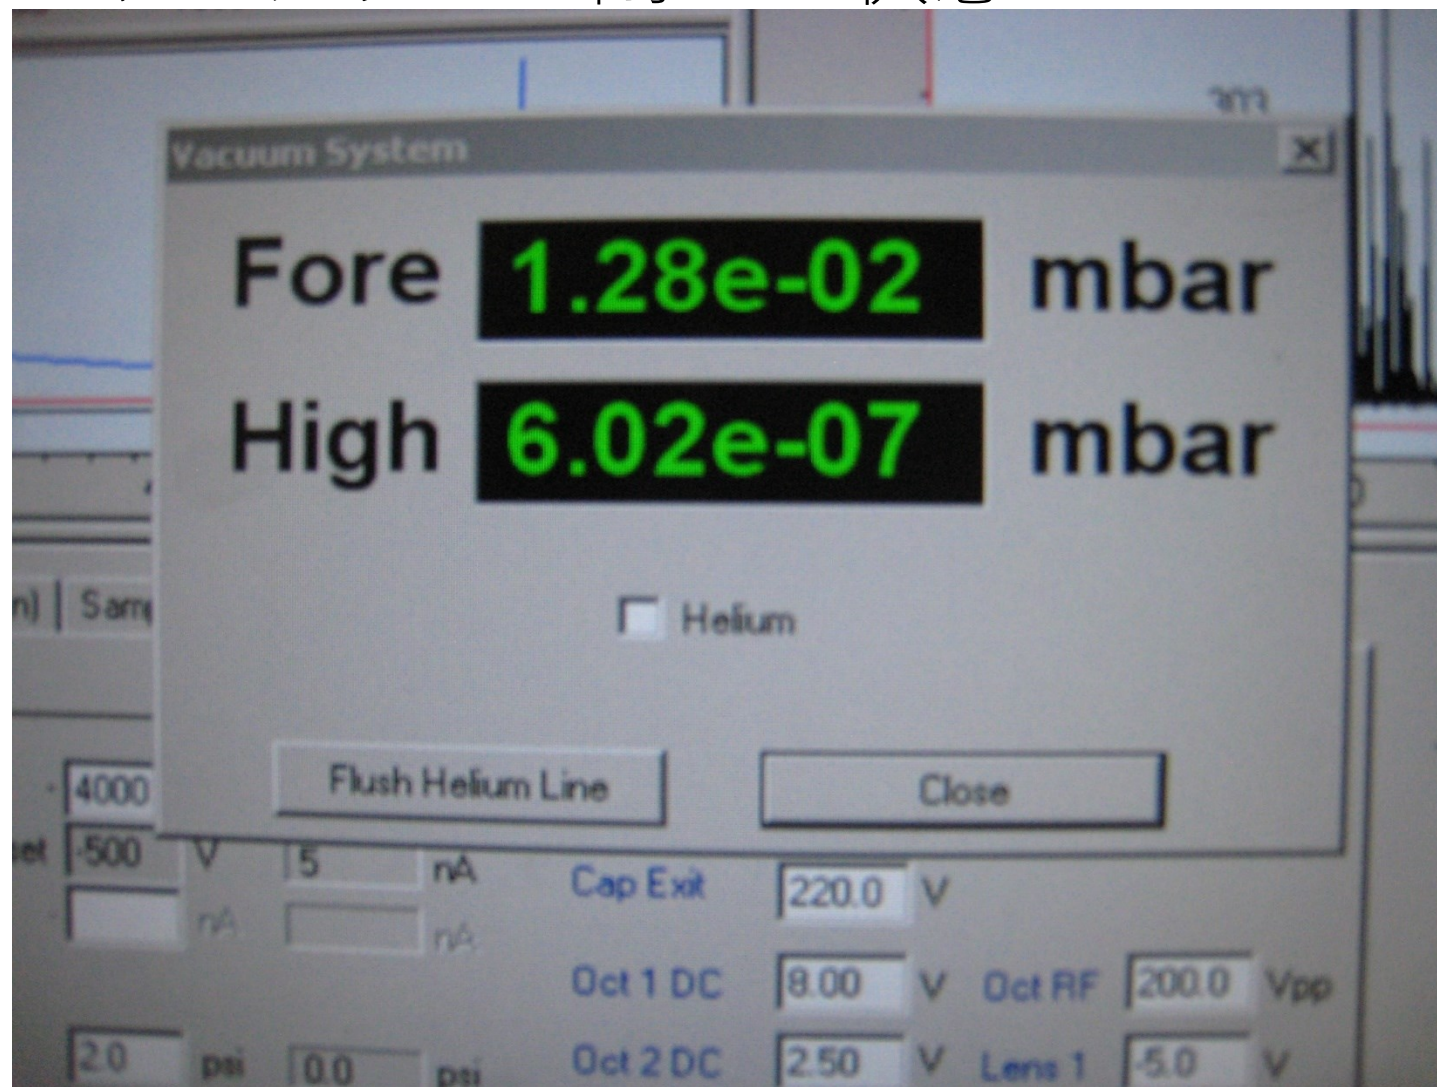 303
Vacuum System
Fore 1.28e-02 mbar
High 6.02e-07 mbar
Helium
Flush Helium Line Close
4000
-500 V 5 nA Cap Exit 220.0 V
nA nA
Oct 1 DC 8.00 V Oct RF 200.0 Vpp
2.0 psi 0.0 psi Oct 2 DC 2.50 V Lens 1 -5.0 V